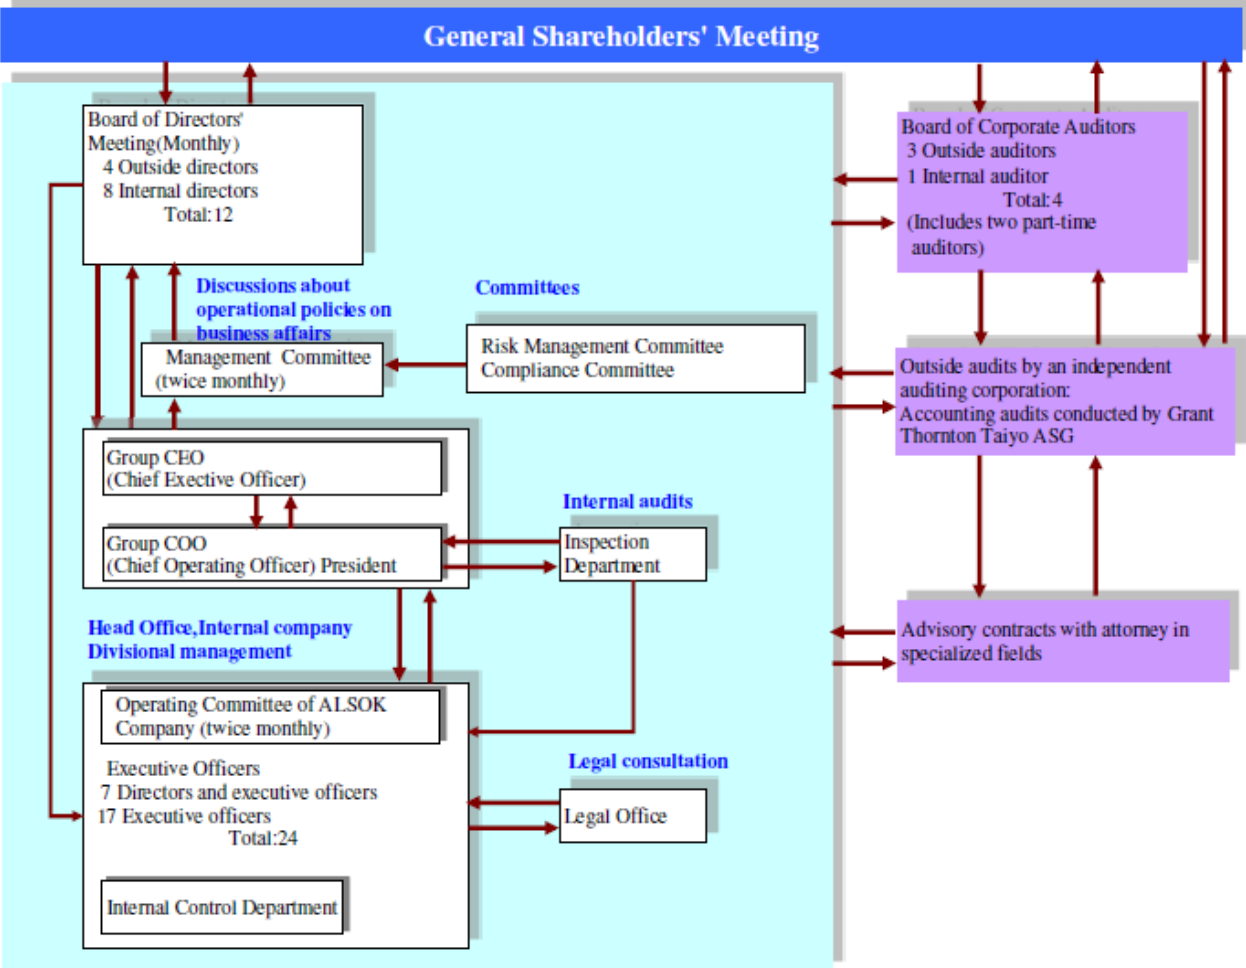 General Shareholders' Meeting
Board of Directors'
Meeting(Monthly)
4 Outside directors
8 Internal directors
Total:12
Discussions about
operational policies on
business affairs
Management Committee
(twice monthly)
Committees
Risk Management Committee
Compliance Committee
Group CEO
(Chief Exective Officer)
Group COO
(Chief Operating Officer) President
Internal audits
Inspection
Department
Head Office,Internal company
Divisional management
Operating Committee of ALSOK
Company (twice monthly)
Executive Officers
7 Directors and executive officers
17 Executive officers
Total:24
Internal Control Department
Legal consultation
Legal Office
Board of Corporate Auditors
3 Outside auditors
1 Internal auditor
Total:4
(Includes two part-time
auditors)
Outside audits by an independent
auditing corporation:
Accounting audits conducted by Grant
Thornton Taiyo ASG
Advisory contracts with attorney in
specialized fields